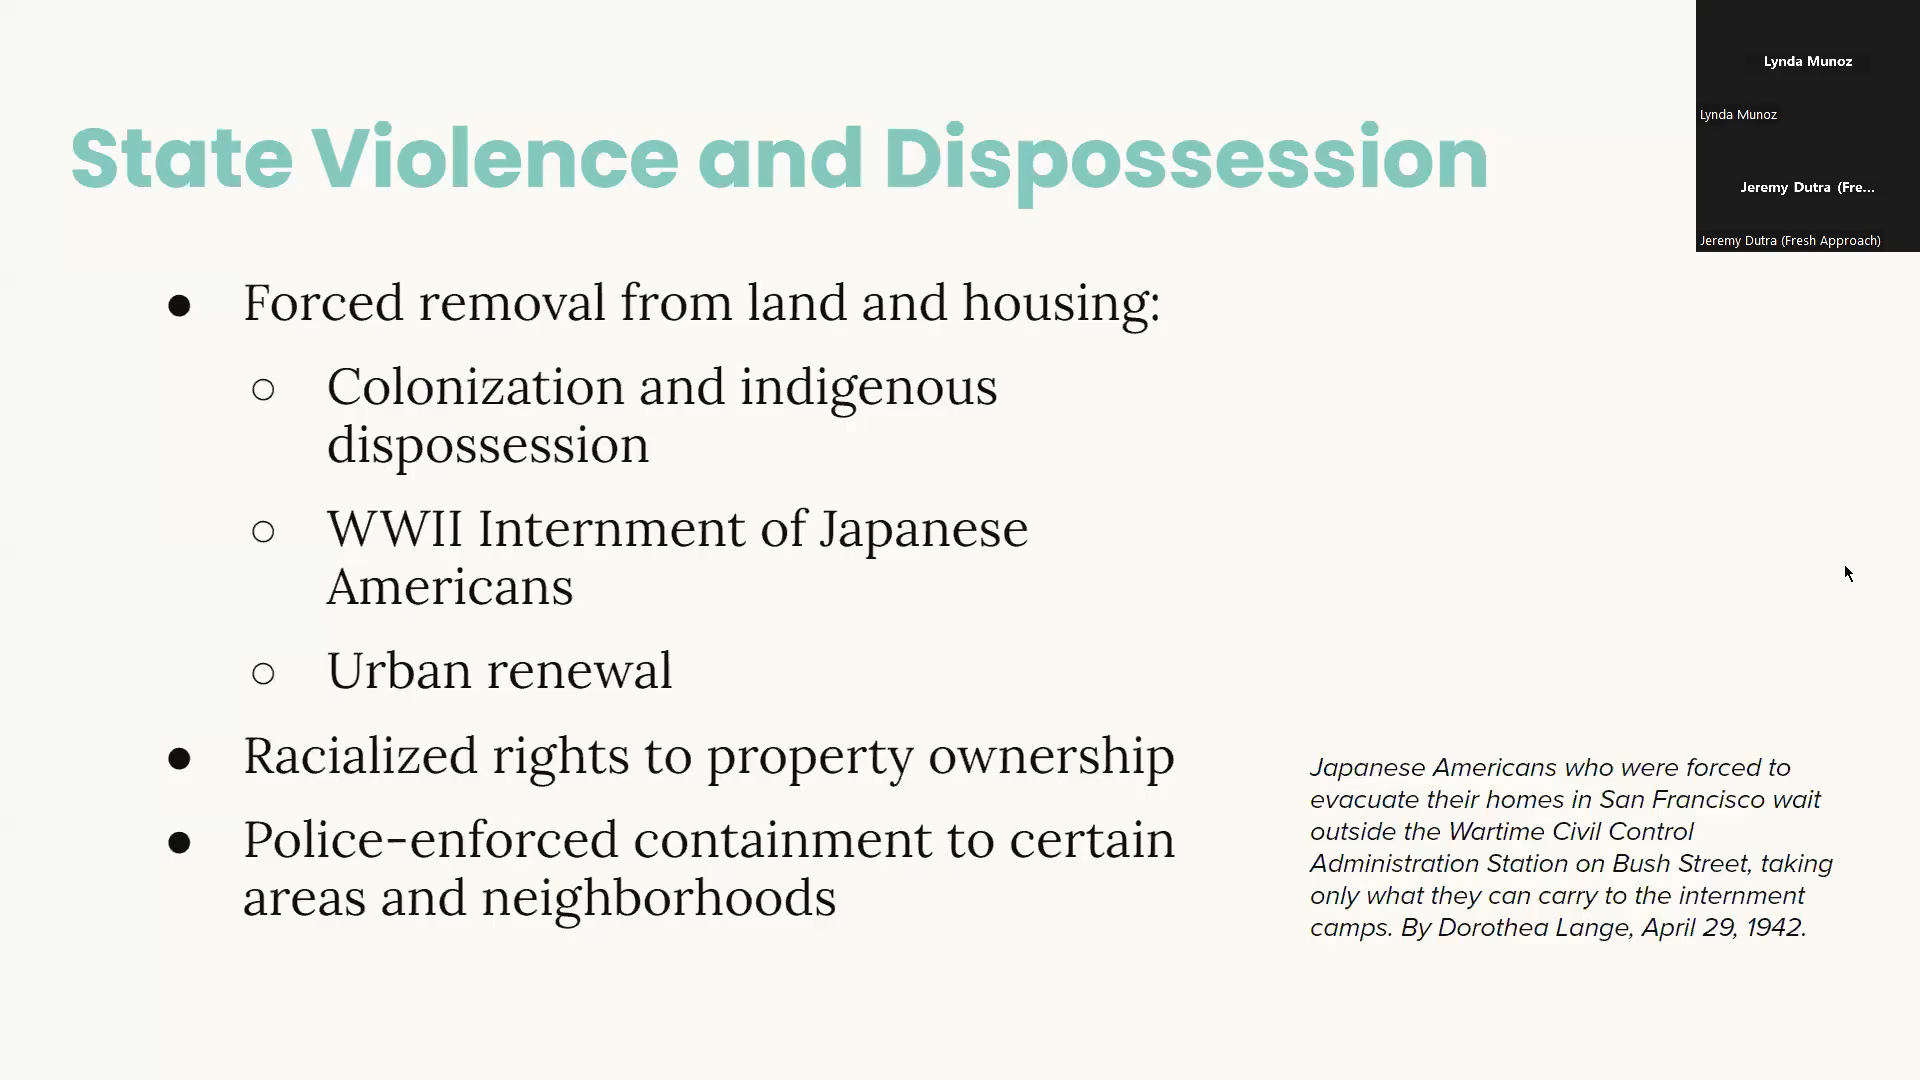 State Violence and Dispossession
● Forced removal from land and housing:
○ Colonization and indigenous
dispossession
○ WWII Internment of Japanese
Americans
○ Urban renewal
● Racialized rights to property ownership
● Police-enforced containment to certain
areas and neighborhoods
Japanese Americans who were forced to
evacuate their homes in San Francisco wait
outside the Wartime Civil Control
Administration Station on Bush Street, taking
only what they can carry to the internment
camps. By Dorothea Lange, April 29, 1942.
Lynda Munoz
Lynda Munoz
Jeremy Dutra (Fre...
Jeremy Dutra (Fresh Approach)